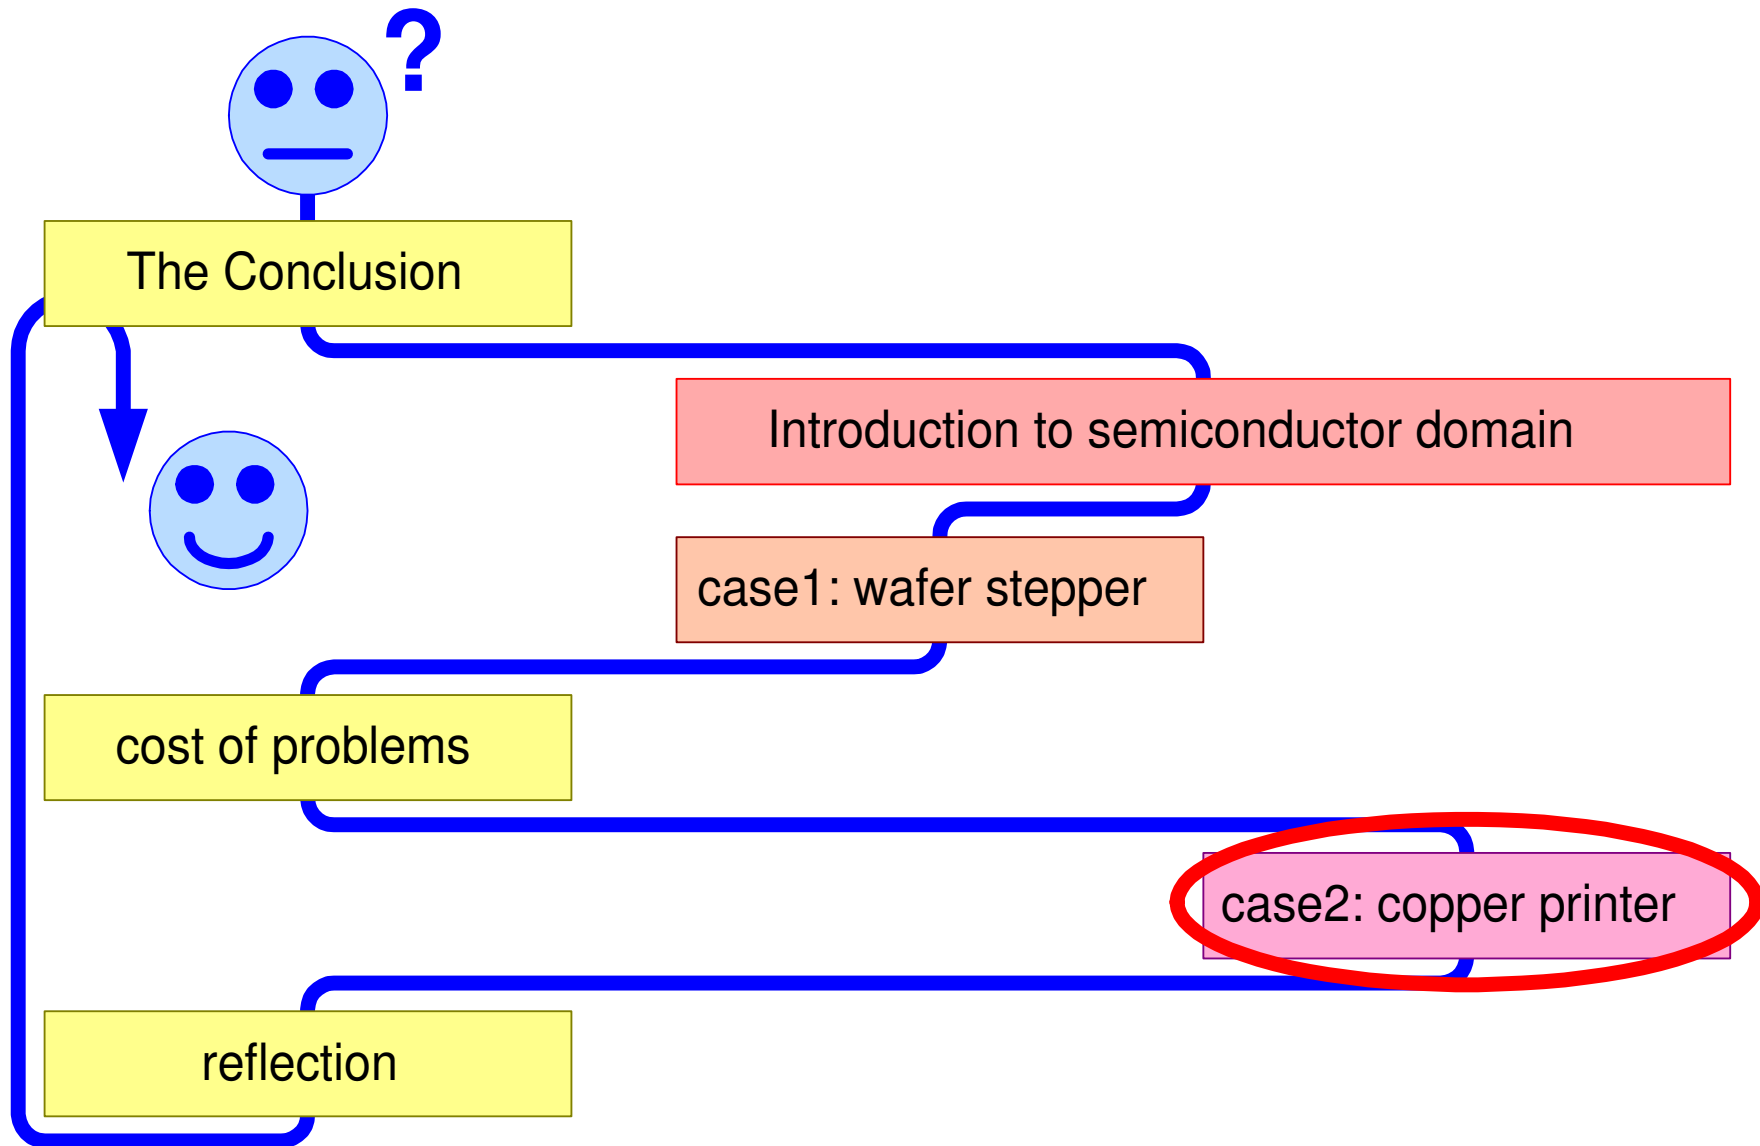 ?
The Conclusion
Introduction to semiconductor domain
case1: wafer stepper
cost of problems
case2: copper printer
reflection